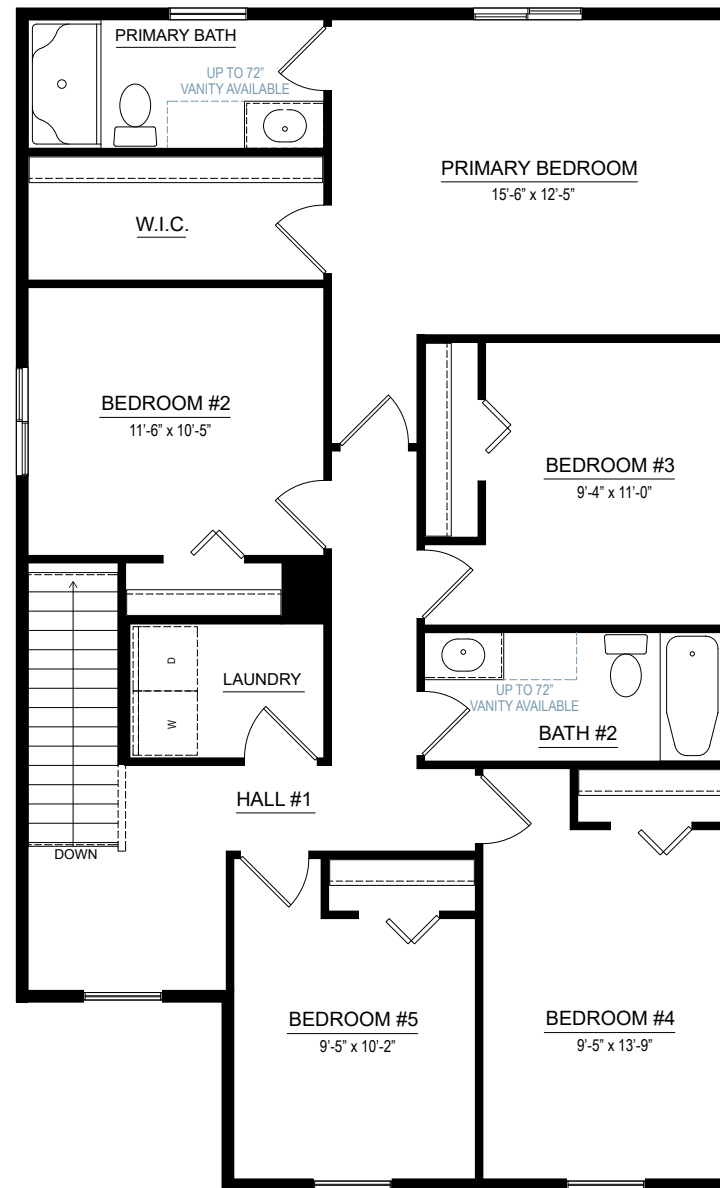 PRIMARY BATH
UP TO 72”
VANITY AVAILABLE
PRIMARY BEDROOM
15’-6” x 12’-5”
W.I.C.
BEDROOM #2
11’-6” x 10’-5”
BEDROOM #3
9’-4” x 11’-0”
D
W
LAUNDRY
UP TO 72”
VANITY AVAILABLE
BATH #2
HALL #1
DOWN
BEDROOM #5
9’-5” x 10’-2”
BEDROOM #4
9’-5” x 13’-9”